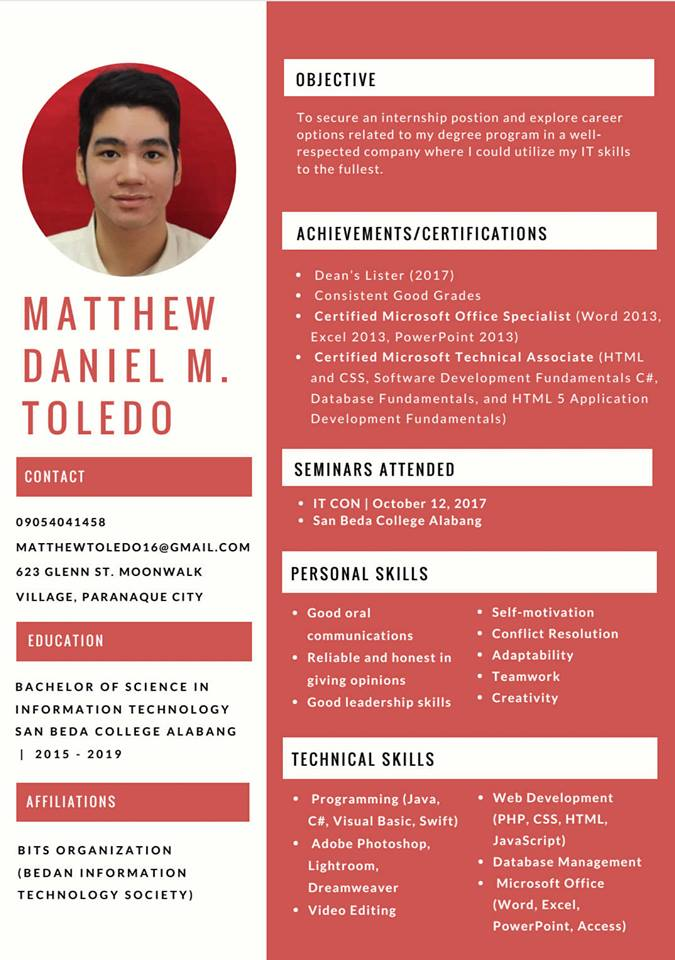 MATTHEW
DANIEL M.
TOLEDO
CONTACT
09054041458
MATTHEWTOLEDO16@GMAIL.COM
623 GLENN ST. MOONWALK
VILLAGE, PARANAQUE CITY
EDUCATION
BACHELOR OF SCIENCE IN
INFORMATION TECHNOLOGY
SAN BEDA COLLEGE ALABANG
| 2015 - 2019
AFFILIATIONS
BITS ORGANIZATION
(BEDAN INFORMATION
TECHNOLOGY SOCIETY)
OBJECTIVE
To secure an internship postion and explore career
options related to my degree program in a well-
respected company where I could utilize my IT skills
to the fullest.
ACHIEVEMENTS/CERTIFICATIONS
• Dean's Lister (2017)
• Consistent Good Grades
• Certified Microsoft Office Specialist (Word 2013,
Excel 2013, PowerPoint 2013)
• Certified Microsoft Technical Associate (HTML
and CSS, Software Development Fundamentals C#,
Database Fundamentals, and HTML 5 Application
Development Fundamentals)
SEMINARS ATTENDED
• IT CON | October 12, 2017
• San Beda College Alabang
PERSONAL SKILLS
• Good oral
communications
• Reliable and honest in
giving opinions
• Good leadership skills
• Self-motivation
• Conflict Resolution
• Adaptability
• Teamwork
• Creativity
TECHNICAL SKILLS
• Programming (Java,
C#, Visual Basic, Swift)
• Adobe Photoshop,
Lightroom,
Dreamweaver
• Video Editing
• Web Development
(PHP, CSS, HTML,
JavaScript)
• Database Management
• Microsoft Office
(Word, Excel,
PowerPoint, Access)